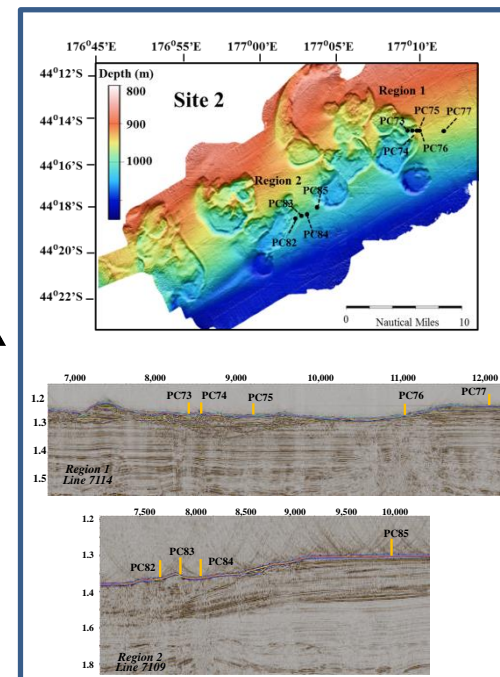 176°45'E 176°55'E 177°00'E 177°05'E 177°10'E
44°12'S
44°14'S
44°16'S
44°18'S
44°20'S
44°22'S
Depth (m)
800
900
1000
Site 2
Region 1
PC73 PC75 PC77
PC74 PC76
Region 2
PC83 PC85
PC82 PC84
0 10
Nautical Miles
7,000 8,000 9,000 10,000 11,000 12,000
1.2
1.3
1.4
1.5
PC73 PC74 PC75 PC76 PC77
Region 1
Line 7114
7,500 8,000 8,500 9,000 9,500 10,000
1.2
1.3
1.4
1.6
1.8
PC82 PC83 PC84 PC85
Region 2
Line 7109